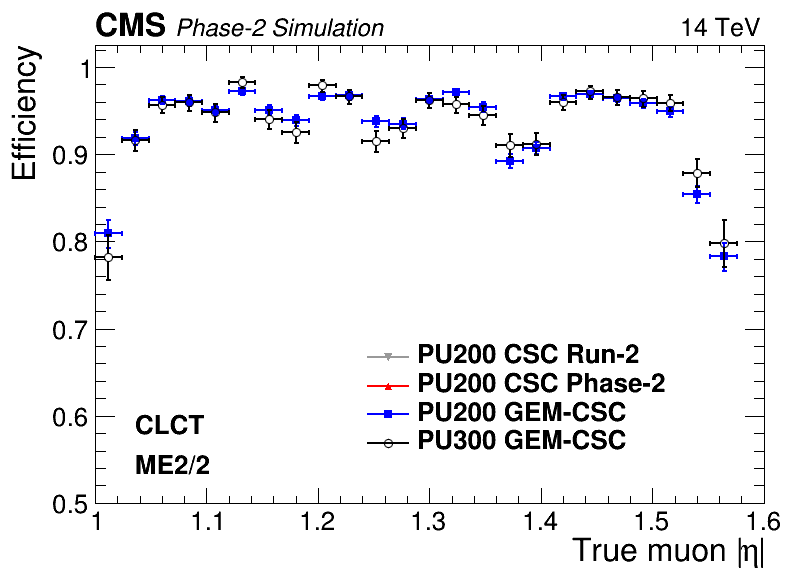 CMS Phase-2 Simulation 14 TeV
Efficiency
1
0.9
0.8
0.7
0.6
0.5
PU200 CSC Run-2
PU200 CSC Phase-2
PU200 GEM-CSC
PU300 GEM-CSC
CLCT
ME2/2
1 1.1 1.2 1.3 1.4 1.5 1.6
True muon |η|